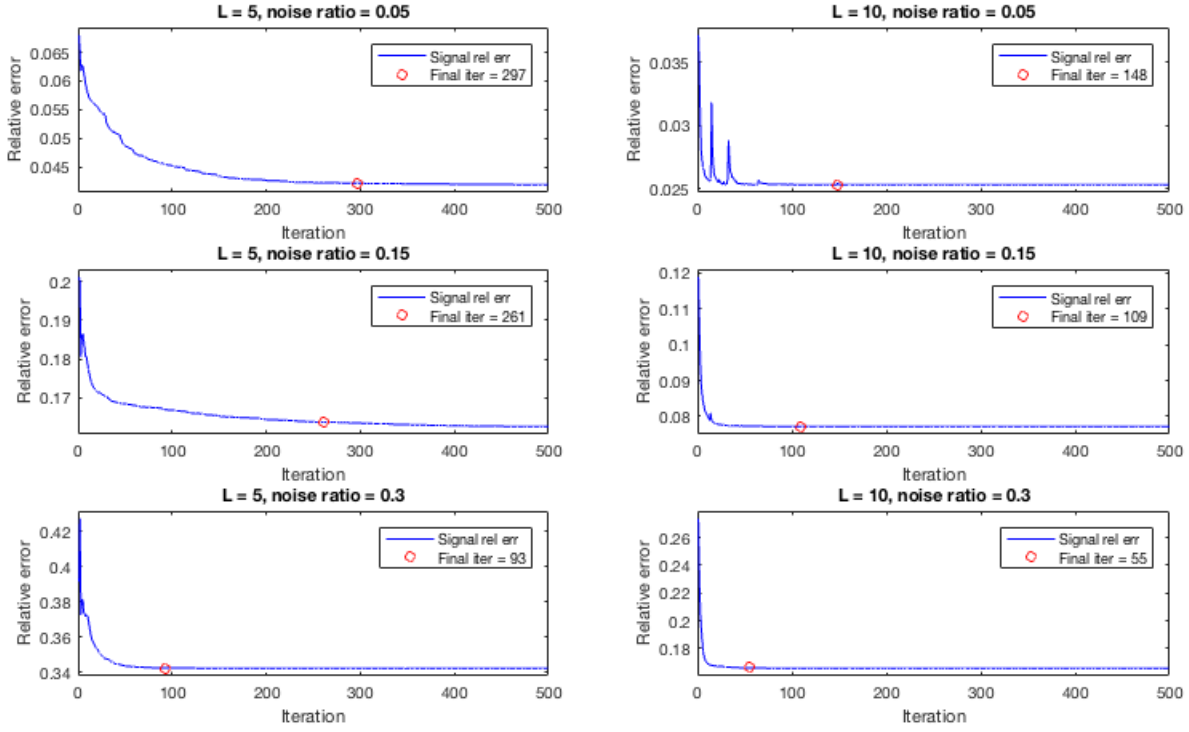 L = 5, noise ratio = 0.05
0.065
0.06
0.055
0.05
0.045
Relative error
0 100 200 300 400 500
Iteration
Signal rel err
Final iter = 297
L = 10, noise ratio = 0.05
0.035
0.03
0.025
Relative error
0 100 200 300 400 500
Iteration
Signal rel err
Final iter = 148
L = 5, noise ratio = 0.15
0.2
0.19
0.18
0.17
Relative error
0 100 200 300 400 500
Iteration
Signal rel err
Final iter = 261
L = 10, noise ratio = 0.15
0.12
0.11
0.1
0.09
0.08
Relative error
0 100 200 300 400 500
Iteration
Signal rel err
Final iter = 109
L = 5, noise ratio = 0.3
0.42
0.4
0.38
0.36
0.34
Relative error
0 100 200 300 400 500
Iteration
Signal rel err
Final iter = 93
L = 10, noise ratio = 0.3
0.26
0.24
0.22
0.2
0.18
Relative error
0 100 200 300 400 500
Iteration
Signal rel err
Final iter = 55